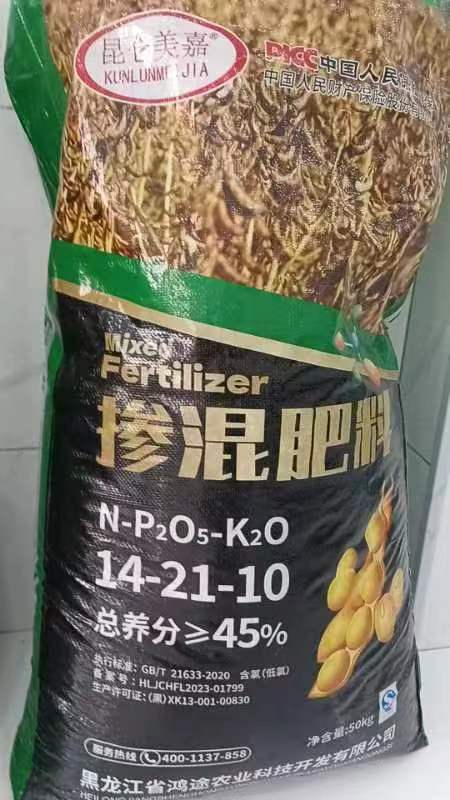 昆仑美嘉
KUNLUNMEIJIA
PICC中国人民保
中国人民财产保险股
Mixed
Fertilizer
掺混肥料
N-P₂O₅-K₂O
14-21-10
总养分≥45%
执行标准：GB/T 21633-2020 含氯(低氯)
备案号：HLJCHFL2023-01799
生产许可证：(黑)XK13-001-00830
净含量:50kg
服务热线 400-1137-858
黑龙江省鸿途农业科技开发有限公司